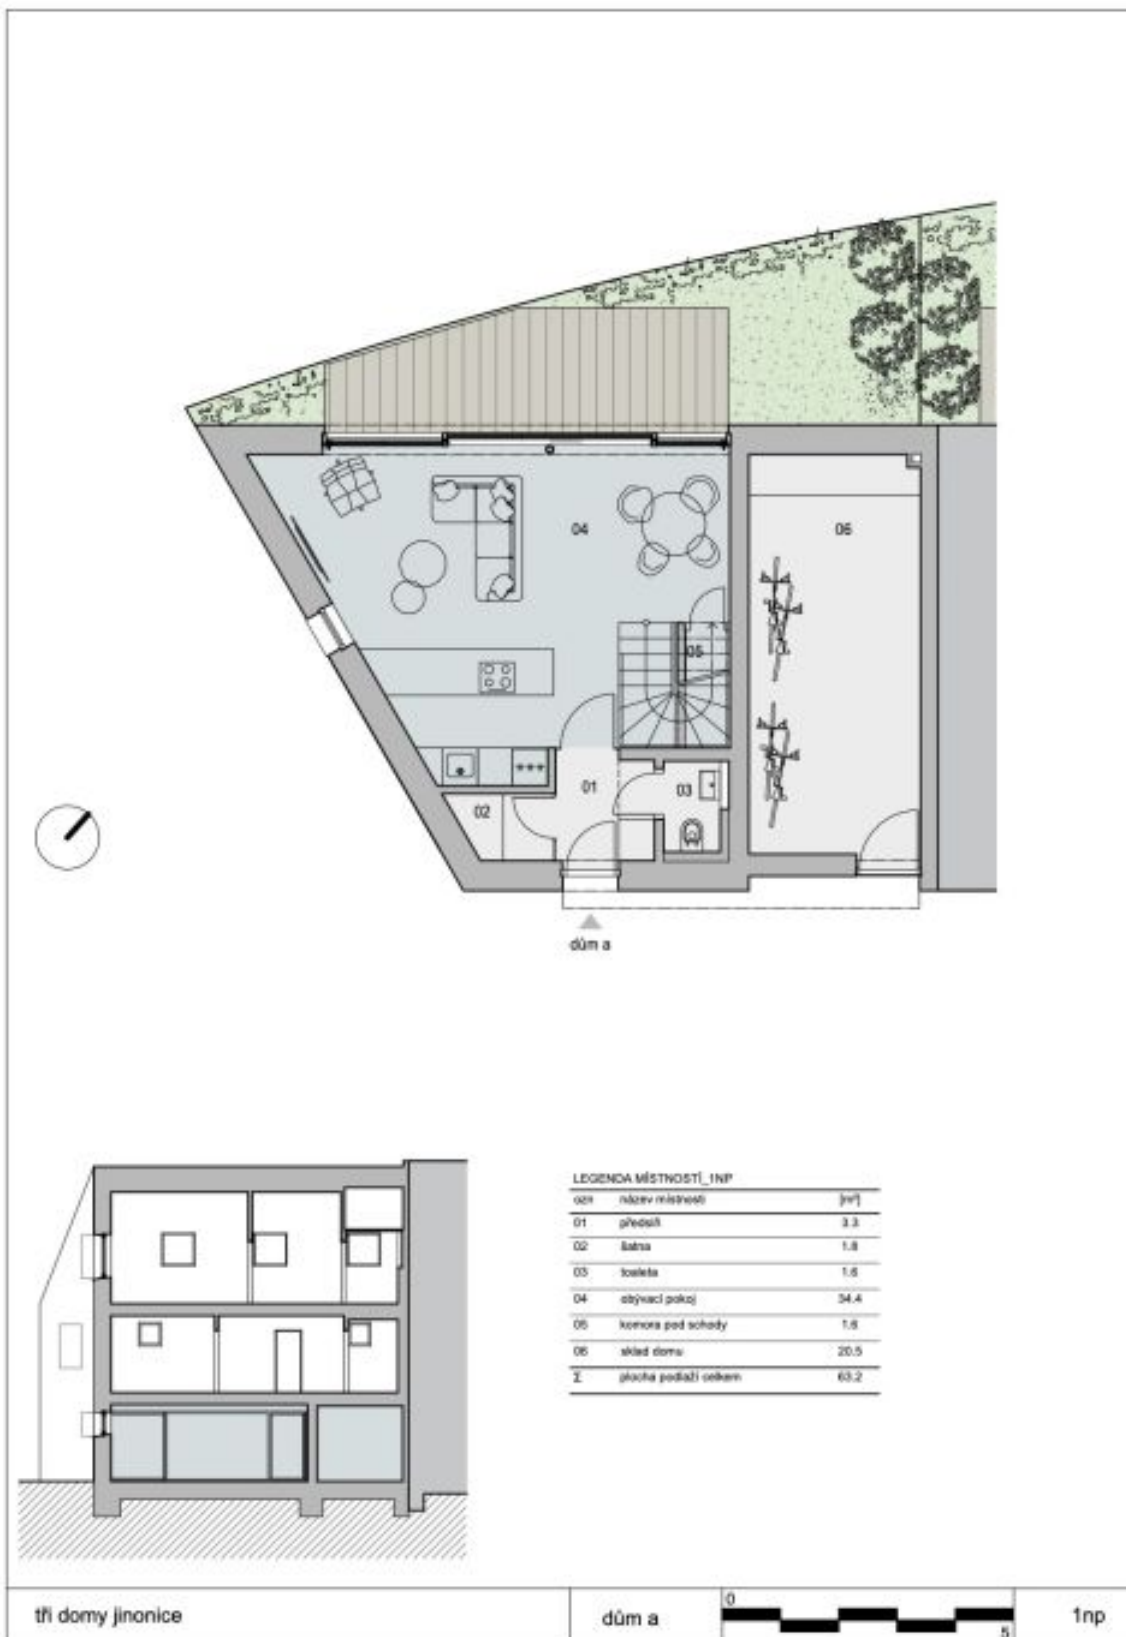 04
06
05
01
02
03
dům a
LEGENDA MÍSTNOSTÍ_1NP
ozn název místnosti [m²]
01 předsíň 3.3
02 šatna 1.8
03 toaleta 1.6
04 obývací pokoj 34.4
05 komora pod schody 1.6
06 sklad domu 20.5
Σ plocha podlaží celkem 63.2
tři domy jinonice
dům a
0
5
1np